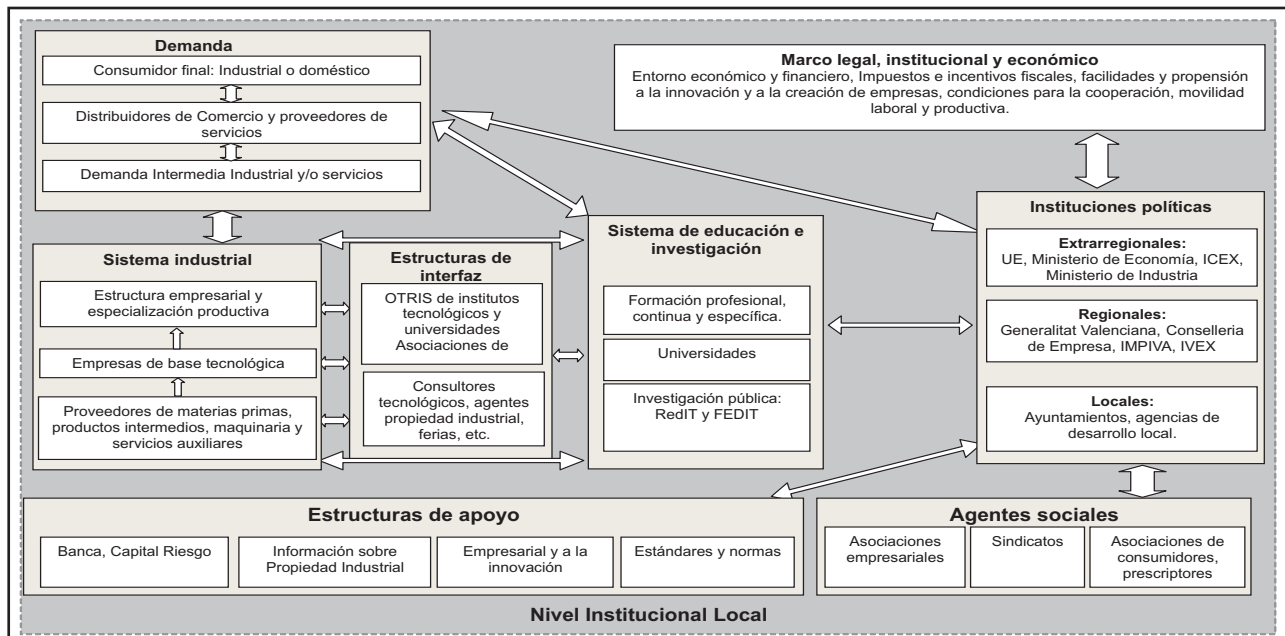 Demanda
Consumidor final: Industrial o doméstico
Distribuidores de Comercio y proveedores de
servicios
Demanda Intermedia Industrial y/o servicios
Marco legal, institucional y económico
Entorno económico y financiero, Impuestos e incentivos fiscales, facilidades y propensión
a la innovación y a la creación de empresas, condiciones para la cooperación, movilidad
laboral y productiva.
Sistema industrial
Estructura empresarial y
especialización productiva
Empresas de base tecnológica
Proveedores de materias primas,
productos intermedios, maquinaria y
servicios auxiliares
Estructuras de
interfaz
OTRIS de institutos
tecnológicos y
universidades
Asociaciones de
Consultores
tecnológicos, agentes
propiedad industrial,
ferias, etc.
Sistema de educación e
investigación
Formación profesional,
continua y específica.
Universidades
Investigación pública:
RedIT y FEDIT
Instituciones políticas
Extrarregionales:
UE, Ministerio de Economía, ICEX,
Ministerio de Industria
Regionales:
Generalitat Valenciana, Conselleria
de Empresa, IMPIVA, IVEX
Locales:
Ayuntamientos, agencias de
desarrollo local.
Estructuras de apoyo
Banca, Capital Riesgo
Información sobre
Propiedad Industrial
Empresarial y a la
innovación
Estándares y normas
Agentes sociales
Asociaciones
empresariales
Sindicatos
Asociaciones de
consumidores,
prescriptores
Nivel Institucional Local